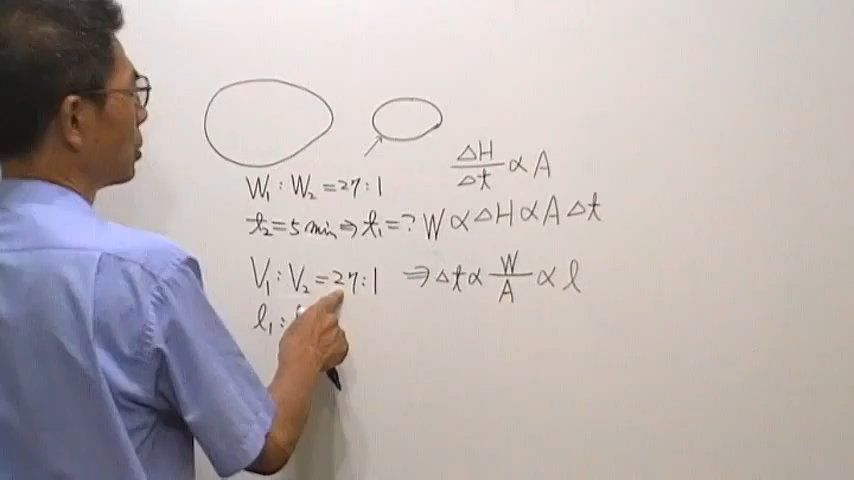 ΔH/Δt ∝ A
W₁ : W₂ = 27 : 1
t₂ = 5 min ⇒ t₁ = ? W ∝ ΔH ∝ A Δt
V₁ : V₂ = 27 : 1 ⇒ Δt ∝ W/A ∝ l
l₁ :